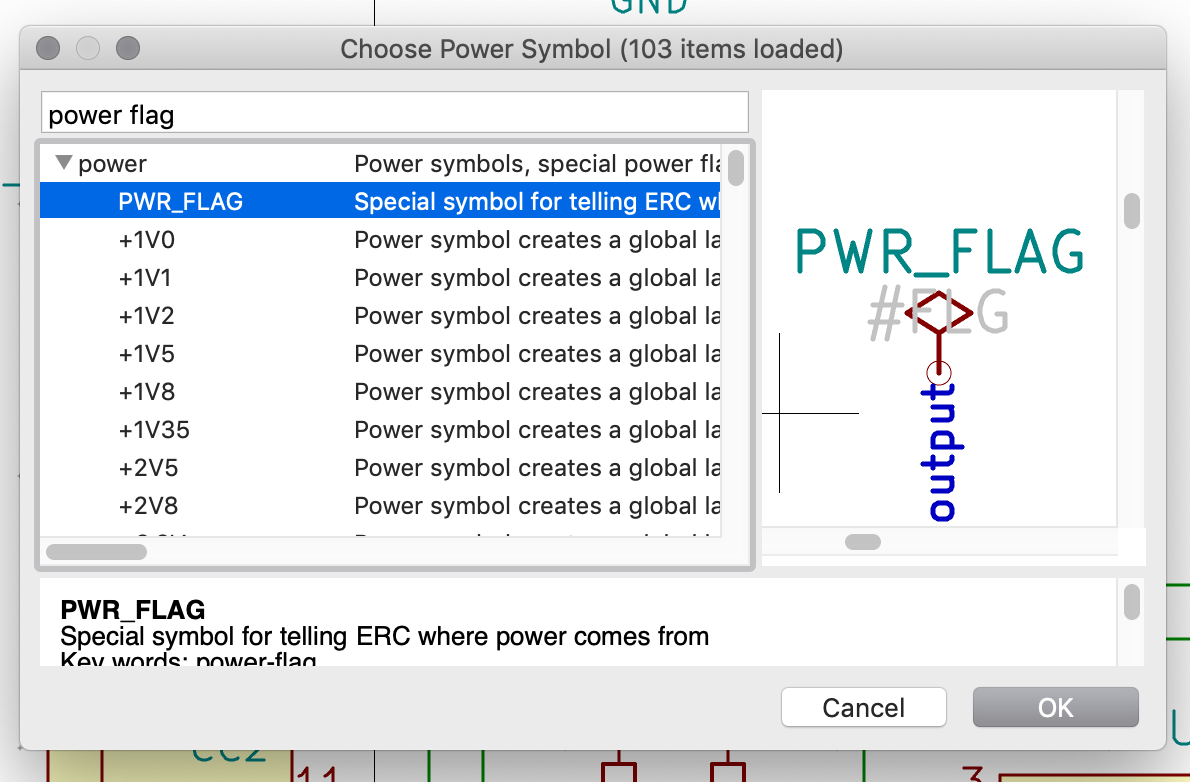 GND
Choose Power Symbol (103 items loaded)
power flag
power Power symbols, special power fla
PWR_FLAG Special symbol for telling ERC wh
+1V0 Power symbol creates a global la
+1V1 Power symbol creates a global la
+1V2 Power symbol creates a global la
+1V5 Power symbol creates a global la
+1V8 Power symbol creates a global la
+1V35 Power symbol creates a global la
+2V5 Power symbol creates a global la
+2V8 Power symbol creates a global la
PWR_FLAG
#FLG
output
PWR_FLAG
Special symbol for telling ERC where power comes from
Key words: power-flag
Cancel OK
CC2
11
3